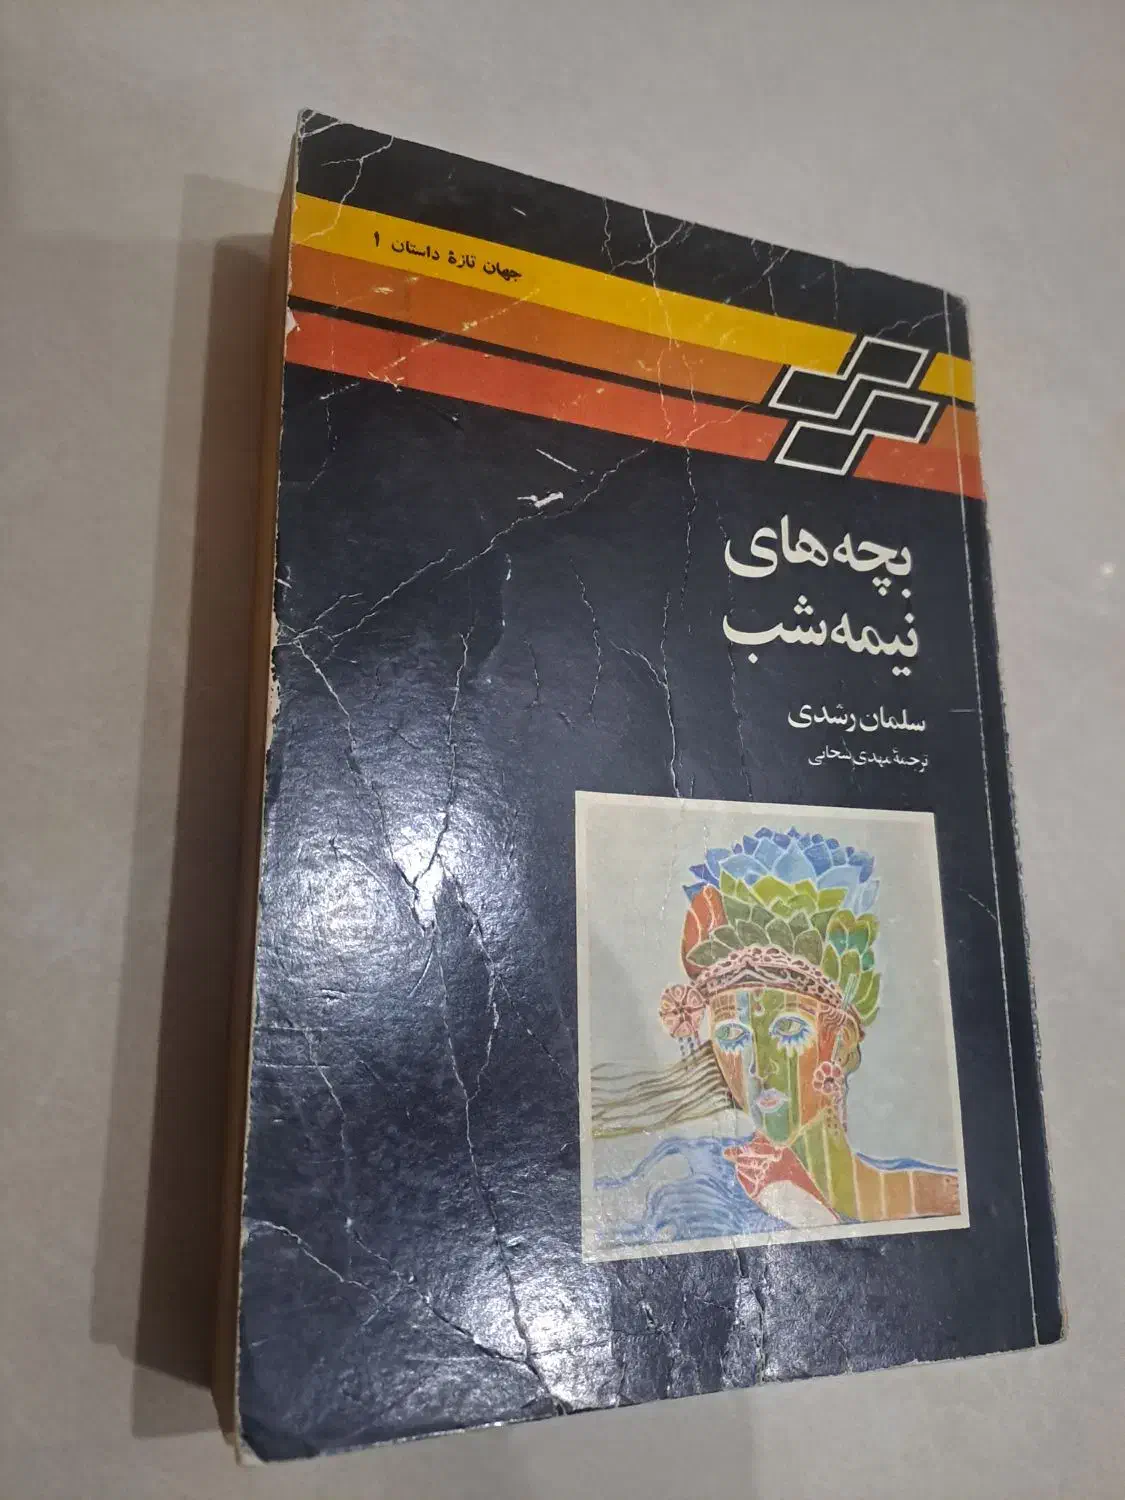 جهان تازهٔ داستان ۱
بچه‌های
نیمه‌شب
سلمان رشدی
ترجمهٔ مهدی سحابی